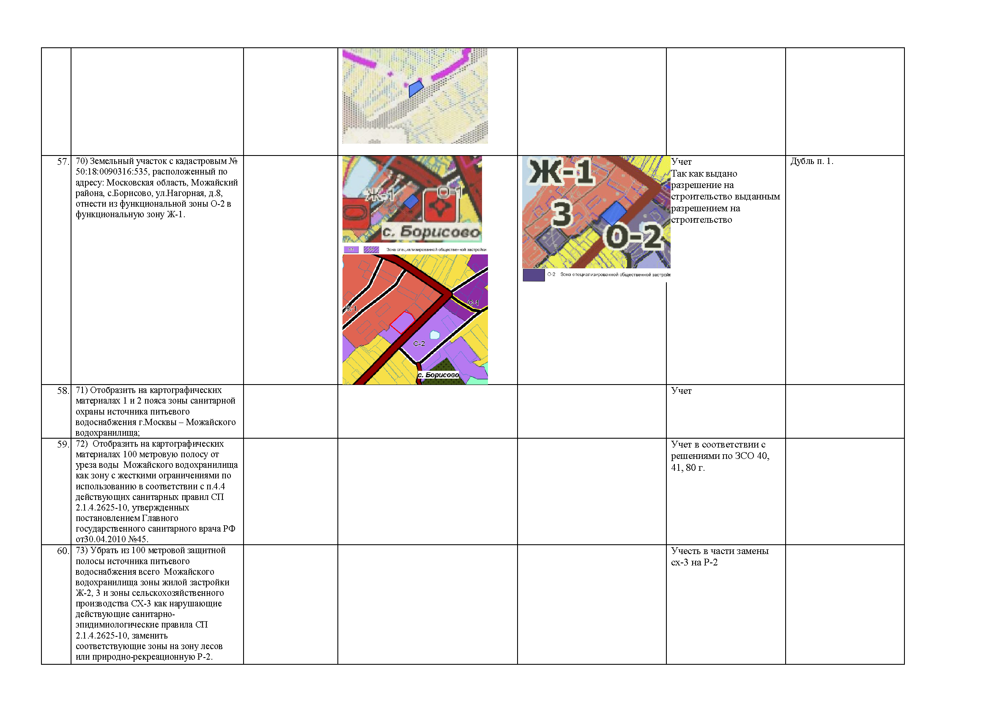 57.
70) Земельный участок с кадастровым №
50:18:0090316:535, расположенный по
адресу: Московская область, Можайский
района, с.Борисово, ул.Нагорная, д.8,
отнести из функциональной зоны О-2 в
функциональную зону Ж-1.
Ж-1
О-1
с. Борисово
Зона специализированной общественной застройки
Ж-1
О-1
О-2
с. Борисово
Ж-1
3
О-2
О-2 Зона специализированной общественной застройк
Учет
Так как выдано
разрешение на
строительство выданным
разрешением на
строительство
Дубль п. 1.
58.
71) Отобразить на картографических
материалах 1 и 2 пояса зоны санитарной
охраны источника питьевого
водоснабжения г.Москвы – Можайского
водохранилища;
Учет
59.
72) Отобразить на картографических
материалах 100 метровую полосу от
уреза воды Можайского водохранилища
как зону с жесткими ограничениями по
использованию в соответствии с п.4.4
действующих санитарных правил СП
2.1.4.2625-10, утвержденных
постановлением Главного
государственного санитарного врача РФ
от30.04.2010 №45.
Учет в соответствии с
решениями по ЗСО 40,
41, 80 г.
60.
73) Убрать из 100 метровой защитной
полосы источника питьевого
водоснабжения всего Можайского
водохранилища зоны жилой застройки
Ж-2, 3 и зоны сельскохозяйственного
производства СХ-3 как нарушающие
действующие санитарно-
эпидимиологические правила СП
2.1.4.2625-10, заменить
соответствующие зоны на зону лесов
или природно-рекреационную Р-2.
Учесть в части замены
сх-3 на Р-2